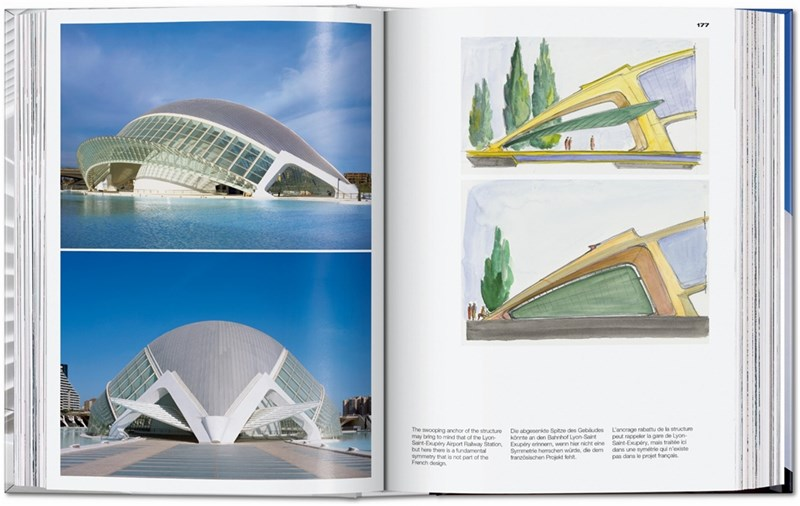 177
The swooping anchor of the structure
may bring to mind that of the Lyon-
Saint-Exupéry Airport Railway Station,
but here there is a fundamental
symmetry that is not part of the
French design.
Die abgesenkte Spitze des Gebäudes
könnte an den Bahnhof Lyon-Saint
Exupéry erinnern, wenn hier nicht eine
Symmetrie herrschen würde, die dem
französischen Projekt fehlt.
L'ancrage rabattu de la structure
peut rappeler la gare de Lyon-
Saint-Exupéry, mais traitée ici
dans une symétrie qui n'existe
pas dans le projet français.